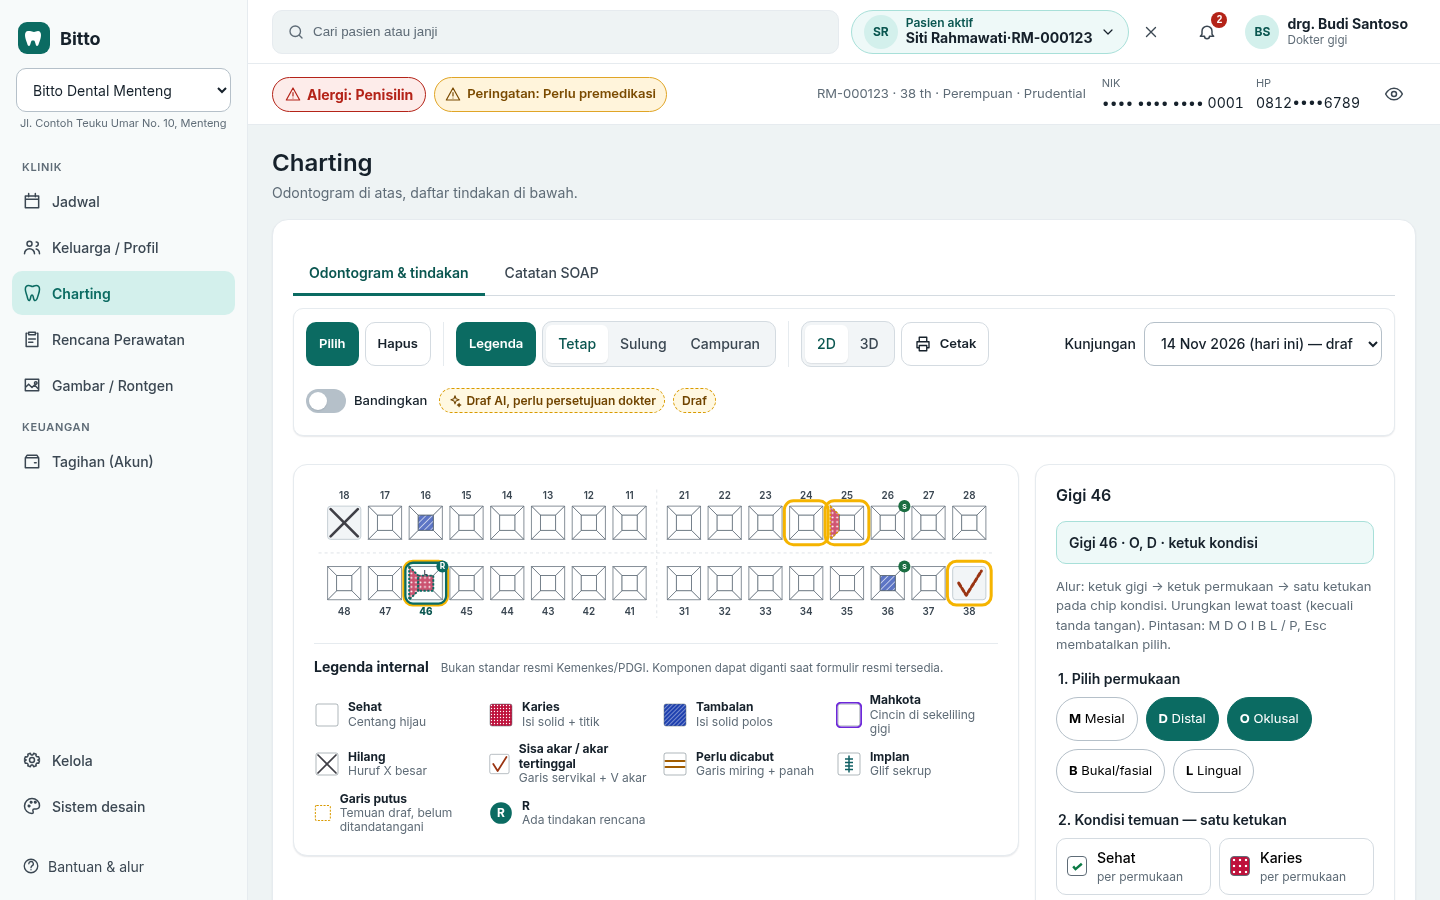 Bitto
Bitto Dental Menteng
Jl. Contoh Teuku Umar No. 10, Menteng
KLINIK
Jadwal
Keluarga / Profil
Charting
Rencana Perawatan
Gambar / Rontgen
KEUANGAN
Tagihan (Akun)
Kelola
Sistem desain
Bantuan & alur
Cari pasien atau janji
SR
Pasien aktif
Siti Rahmawati·RM-000123
2
BS
drg. Budi Santoso
Dokter gigi
Alergi: Penisilin
Peringatan: Perlu premedikasi
RM-000123 · 38 th · Perempuan · Prudential
NIK
•••• •••• •••• 0001
HP
0812••••6789
Charting
Odontogram di atas, daftar tindakan di bawah.
Odontogram & tindakan
Catatan SOAP
Pilih
Hapus
Legenda
Tetap
Sulung
Campuran
2D
3D
Cetak
Kunjungan
14 Nov 2026 (hari ini) — draf
Bandingkan
Draf AI, perlu persetujuan dokter
Draf
18 17 16 15 14 13 12 11 21 22 23 24 25 26 27 28
S
R
S
48 47 46 45 44 43 42 41 31 32 33 34 35 36 37 38
Legenda internal
Bukan standar resmi Kemenkes/PDGI. Komponen dapat diganti saat formulir resmi tersedia.
Sehat
Centang hijau
Karies
Isi solid + titik
Tambalan
Isi solid polos
Mahkota
Cincin di sekeliling
gigi
Hilang
Huruf X besar
Sisa akar / akar
tertinggal
Garis servikal + V akar
Perlu dicabut
Garis miring + panah
Implan
Glif sekrup
Garis putus
Temuan draf, belum
ditandatangani
R
R
Ada tindakan rencana
Gigi 46
Gigi 46 · O, D · ketuk kondisi
Alur: ketuk gigi → ketuk permukaan → satu ketukan
pada chip kondisi. Urungkan lewat toast (kecuali
tanda tangan). Pintasan: M D O I B L / P, Esc
membatalkan pilih.
1. Pilih permukaan
M Mesial
D Distal
O Oklusal
B Bukal/fasial
L Lingual
2. Kondisi temuan — satu ketukan
Sehat
per permukaan
Karies
per permukaan